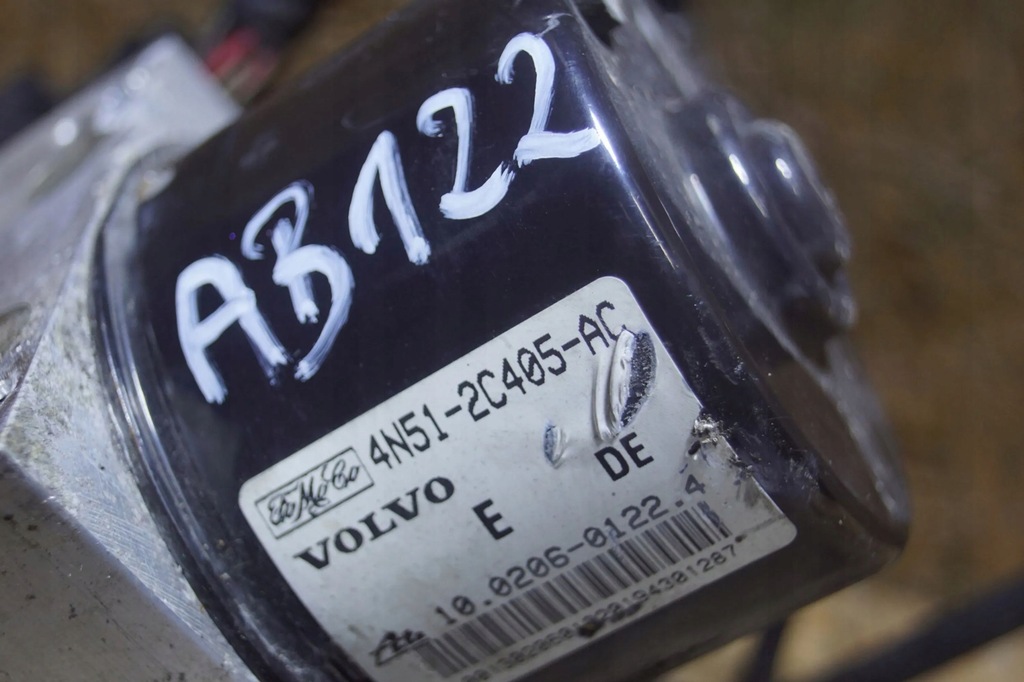 AB122
4N51-2C405-AC
VOLVO
E DE
10.0206-0122.4